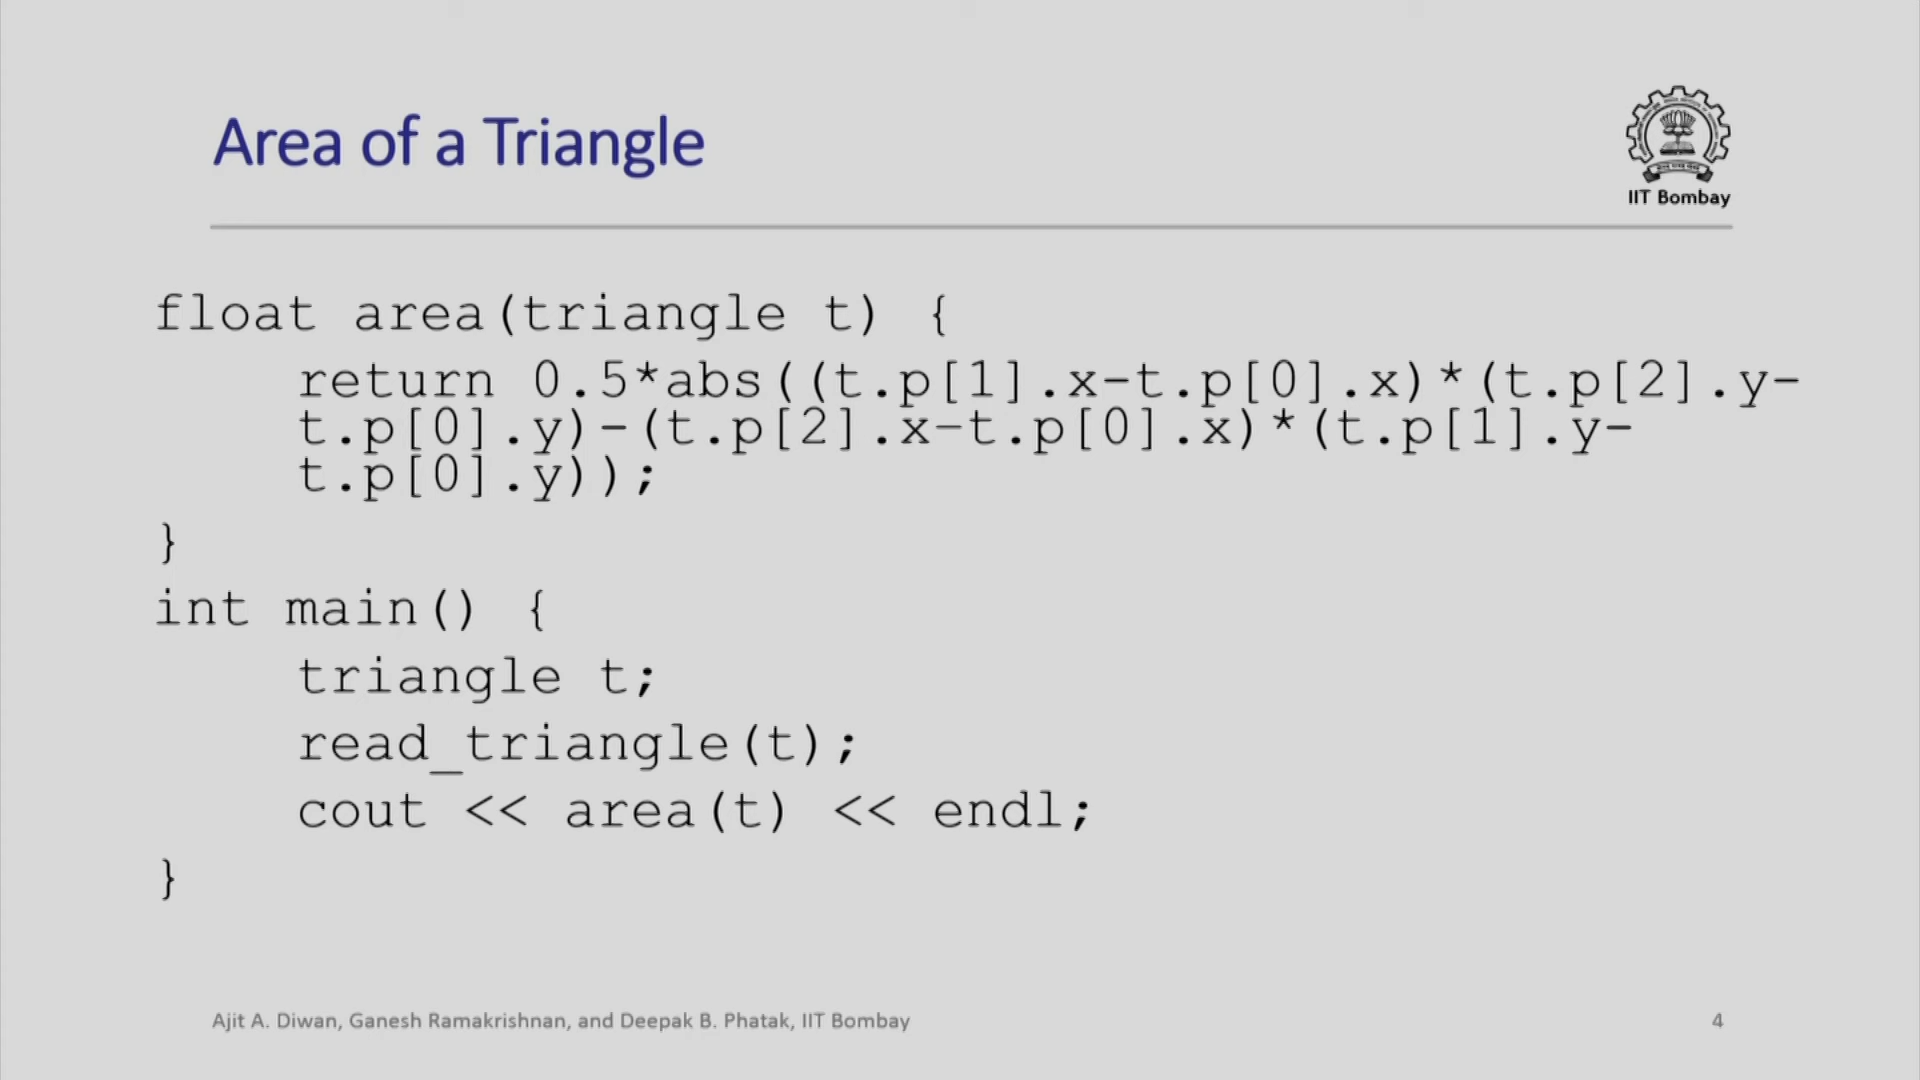 Area of a Triangle
IIT Bombay
float area(triangle t) {
return 0.5*abs((t.p[1].x-t.p[0].x)*(t.p[2].y-
t.p[0].y)-(t.p[2].x-t.p[0].x)*(t.p[1].y-
t.p[0].y));
}
int main() {
triangle t;
read_triangle(t);
cout << area(t) << endl;
}
Ajit A. Diwan, Ganesh Ramakrishnan, and Deepak B. Phatak, IIT Bombay
4